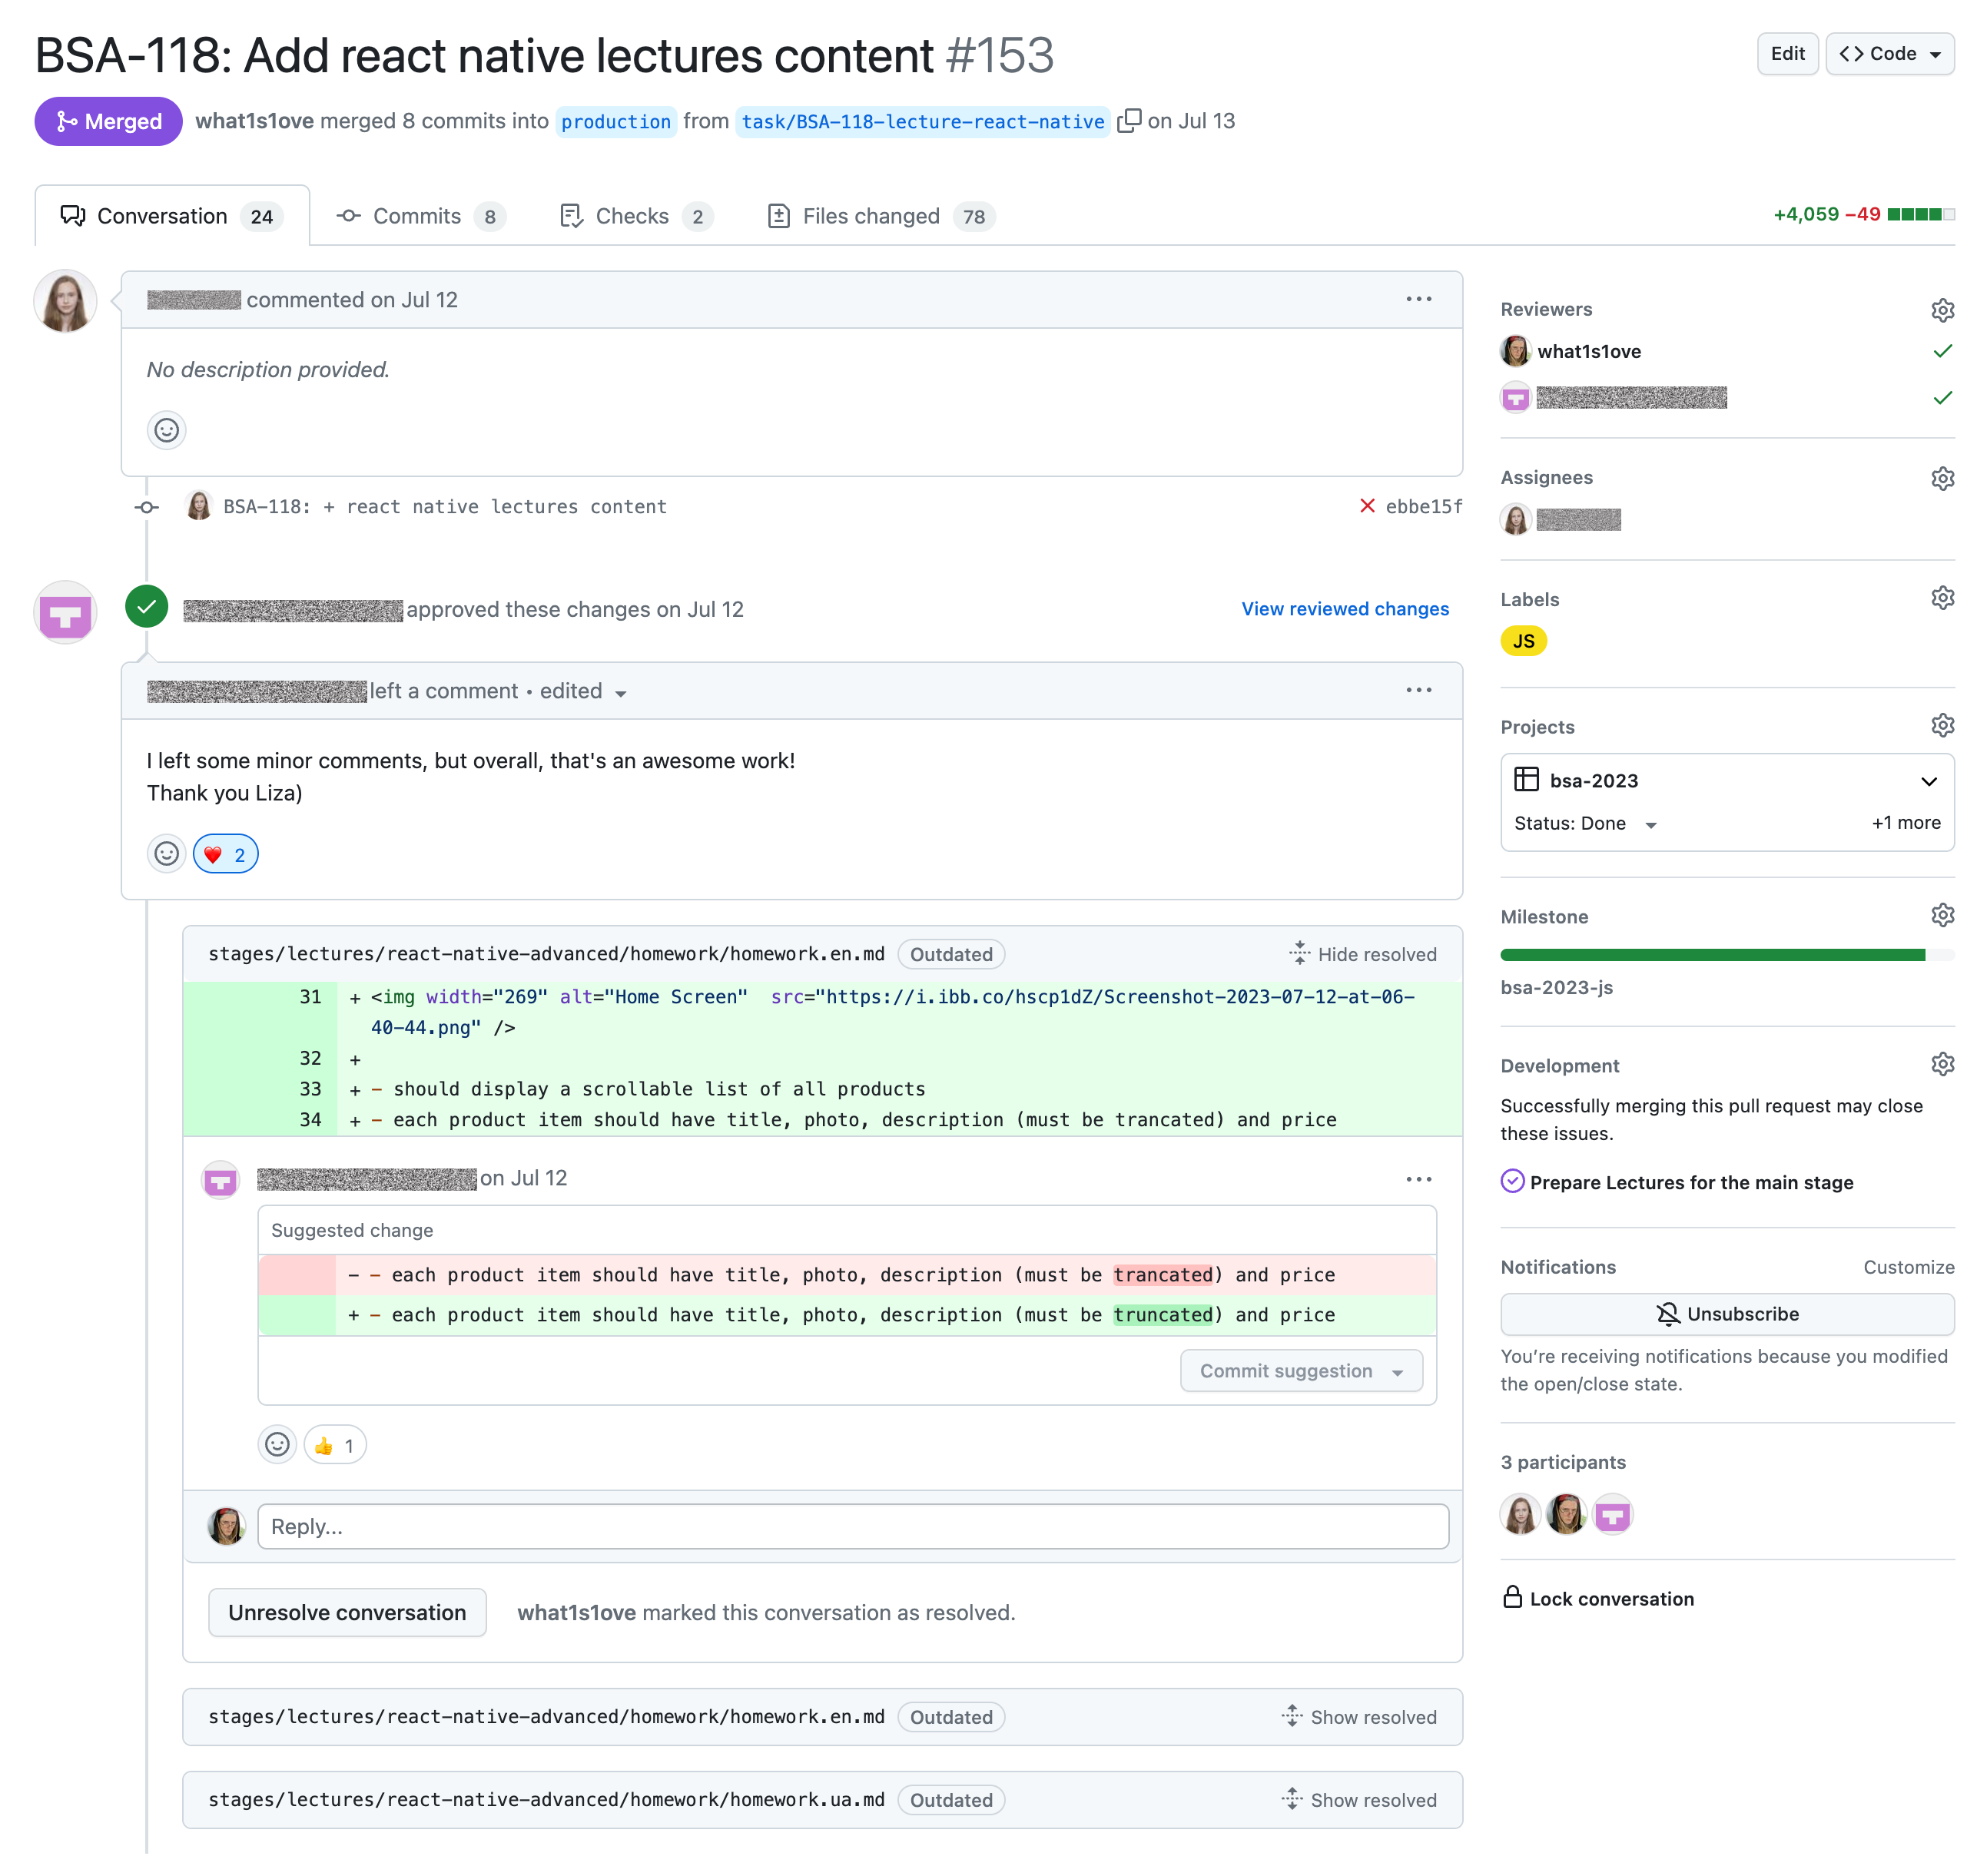 BSA-118: Add react native lectures content #153
Edit
Code
Merged
what1s1ove merged 8 commits into production from task/BSA-118-lecture-react-native on Jul 13
Conversation 24
Commits 8
Checks 2
Files changed 78
+4,059 −49
commented on Jul 12
No description provided.
BSA-118: + react native lectures content
ebbe15f
approved these changes on Jul 12
View reviewed changes
left a comment • edited
I left some minor comments, but overall, that's an awesome work!
Thank you Liza)
2
stages/lectures/react-native-advanced/homework/homework.en.md Outdated
Hide resolved
31 + <img width="269" alt="Home Screen"  src="https://i.ibb.co/hscp1dZ/Screenshot-2023-07-12-at-06-
40-44.png" />
32 +
33 + - should display a scrollable list of all products
34 + - each product item should have title, photo, description (must be trancated) and price
on Jul 12
Suggested change
- - each product item should have title, photo, description (must be trancated) and price
+ - each product item should have title, photo, description (must be truncated) and price
Commit suggestion
1
Reply...
Unresolve conversation
what1s1ove marked this conversation as resolved.
stages/lectures/react-native-advanced/homework/homework.en.md Outdated
Show resolved
stages/lectures/react-native-advanced/homework/homework.ua.md Outdated
Show resolved
Reviewers
what1s1ove
Assignees
Labels
JS
Projects
bsa-2023
Status: Done
+1 more
Milestone
bsa-2023-js
Development
Successfully merging this pull request may close
these issues.
Prepare Lectures for the main stage
Notifications
Customize
Unsubscribe
You're receiving notifications because you modified
the open/close state.
3 participants
Lock conversation